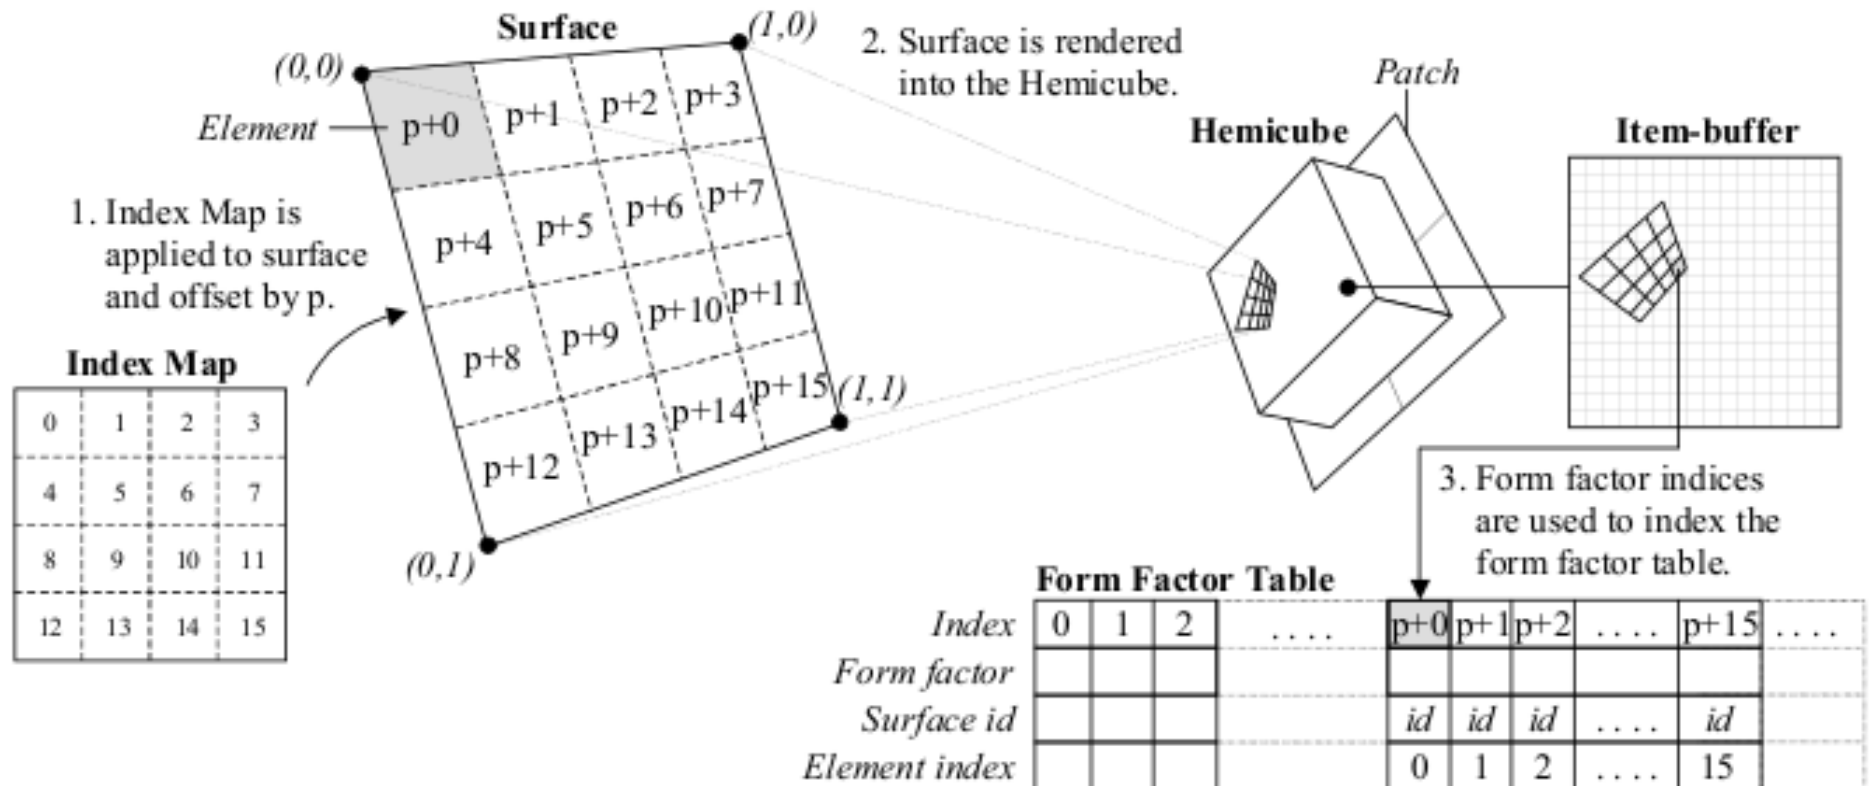 Surface
(0,0)
(1,0)
Element
p+0
p+1
p+2
p+3
p+4
p+5
p+6
p+7
p+8
p+9
p+10
p+11
p+12
p+13
p+14
p+15
(1,1)
(0,1)
1. Index Map is
applied to surface
and offset by p.
Index Map
0 1 2 3
4 5 6 7
8 9 10 11
12 13 14 15
2. Surface is rendered
into the Hemicube.
Patch
Hemicube
Item-buffer
3. Form factor indices
are used to index the
form factor table.
Form Factor Table
Index 0 1 2 .... p+0 p+1 p+2 .... p+15 ....
Form factor
Surface id id id id .... id
Element index 0 1 2 .... 15